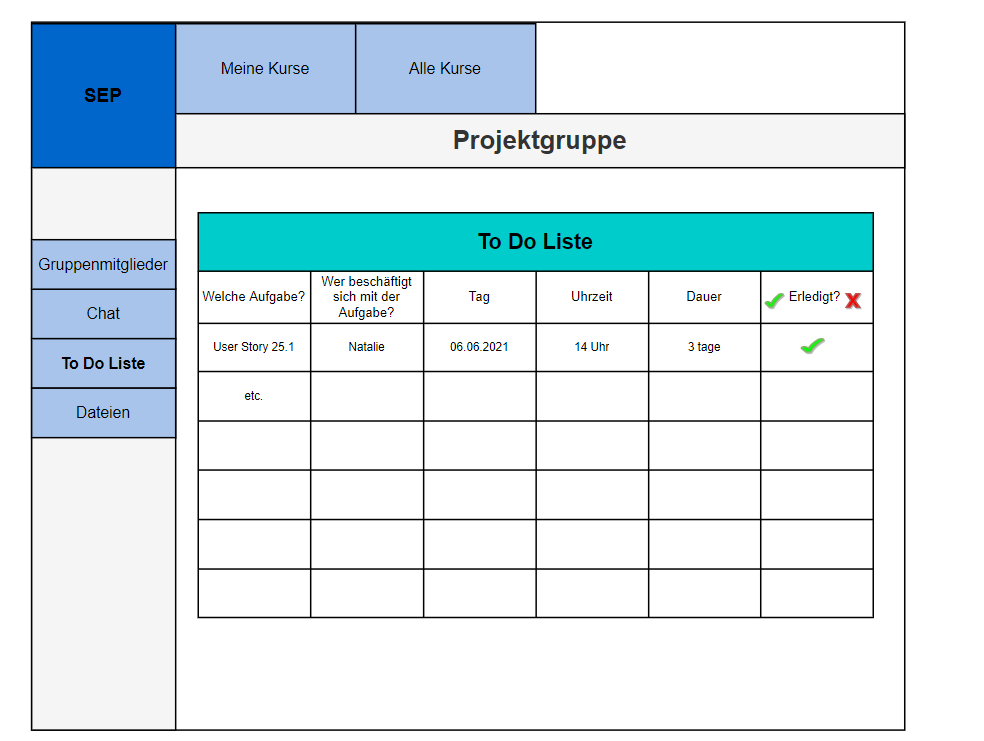 SEP
Meine Kurse
Alle Kurse
Projektgruppe
Gruppenmitglieder
Chat
To Do Liste
Dateien
To Do Liste
Welche Aufgabe?
Wer beschäftigt
sich mit der
Aufgabe?
Tag
Uhrzeit
Dauer
Erledigt?
User Story 25.1
Natalie
06.06.2021
14 Uhr
3 tage
etc.